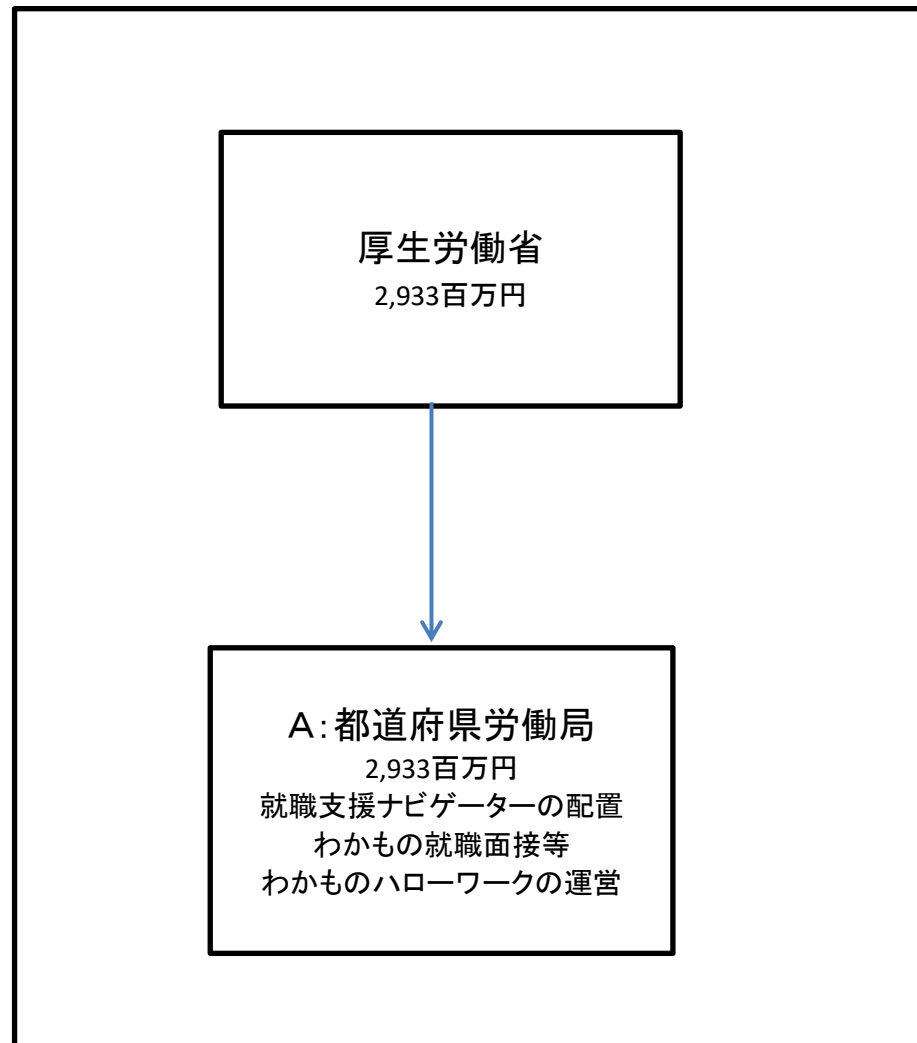 厚生労働省
2,933百万円
A:都道府県労働局
2,933百万円
就職支援ナビゲーターの配置
わかもの就職面接等
わかものハローワークの運営